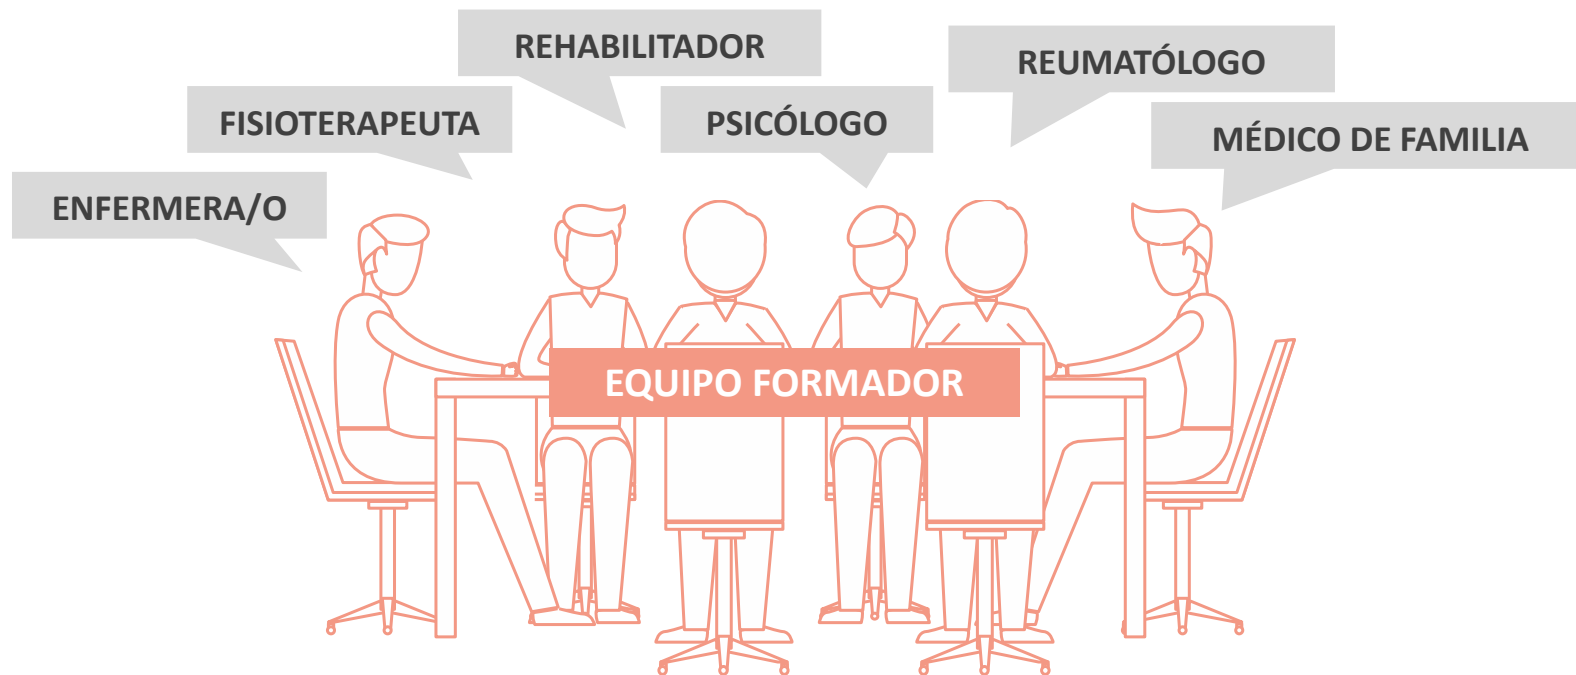 REHABILITADOR
REUMATÓLOGO
FISIOTERAPEUTA
PSICÓLOGO
MÉDICO DE FAMILIA
ENFERMERA/O
EQUIPO FORMADOR